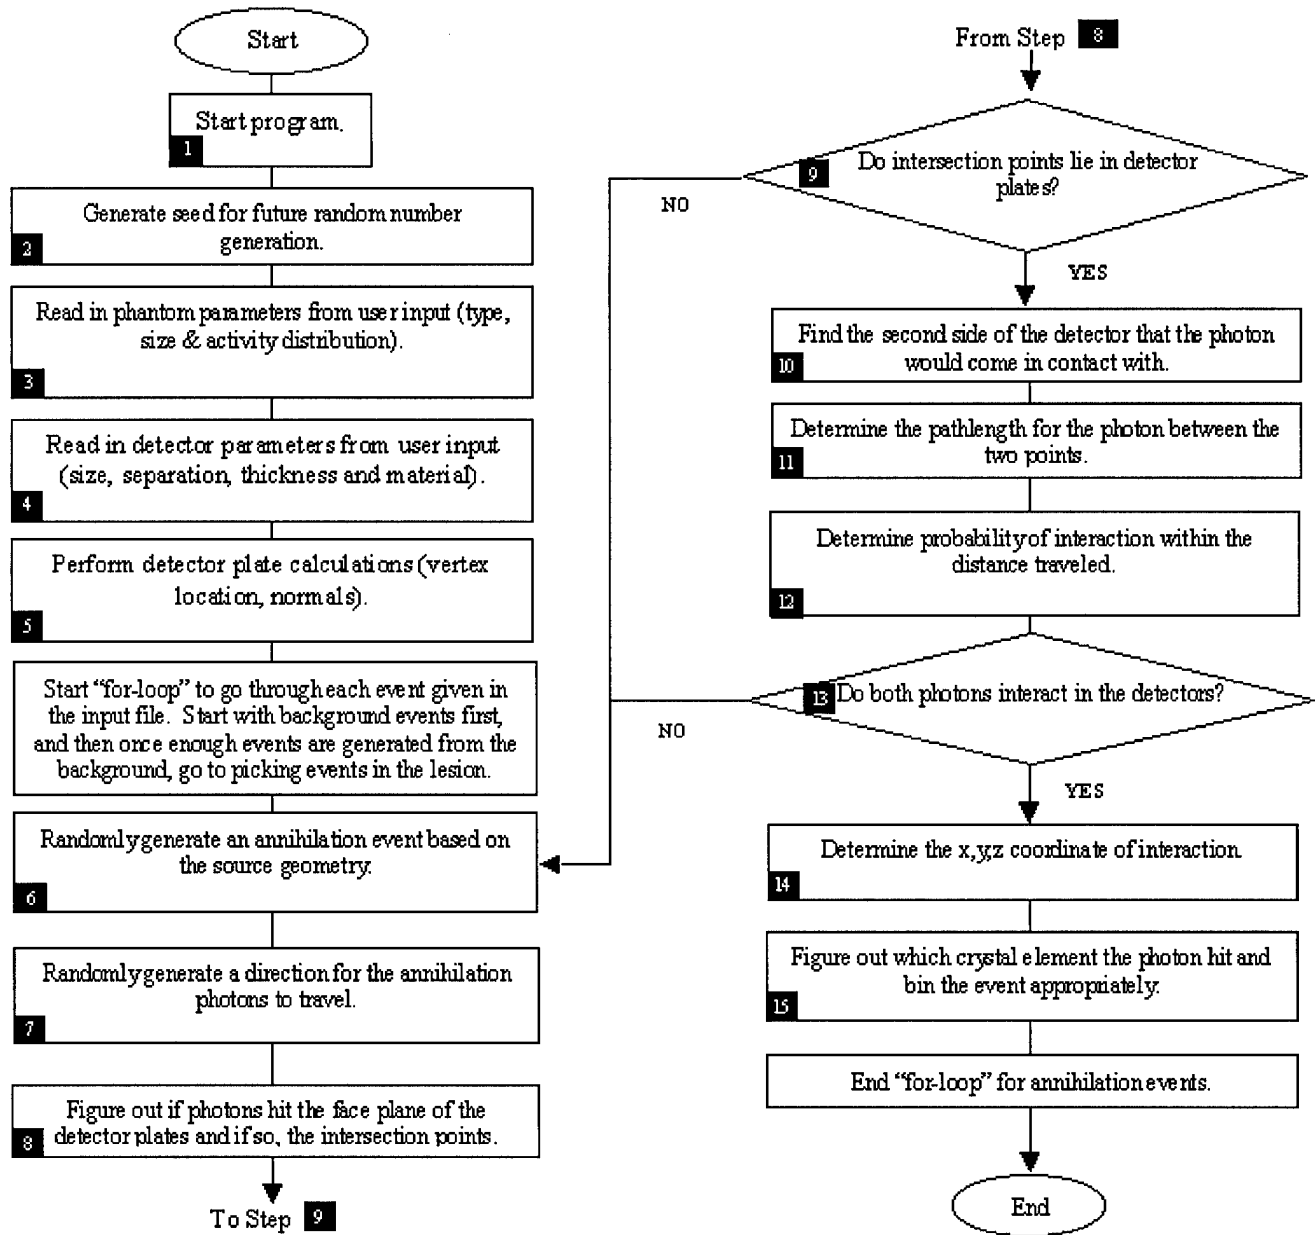 Start
Start program.
1
Generate seed for future random number
generation.
2
Read in phantom parameters from user input (type,
size & activity distribution).
3
Read in detector parameters from user input
(size, separation, thickness and material).
4
Perform detector plate calculations (vertex
location, normals).
5
Start “for-loop” to go through each event given in
the input file. Start with background events first,
and then once enough events are generated from the
background, go to picking events in the lesion.
Randomly generate an annihilation event based on
the source geometry.
6
Randomly generate a direction for the annihilation
photons to travel.
7
Figure out if photons hit the face plane of the
detector plates and if so, the intersection points.
8
To Step 9
From Step 8
9
Do intersection points lie in detector
plates?
NO
YES
Find the second side of the detector that the photon
would come in contact with.
10
Determine the pathlength for the photon between the
two points.
11
Determine probability of interaction within the
distance traveled.
12
13 Do both photons interact in the detectors?
NO
YES
Determine the x,y,z coordinate of interaction.
14
Figure out which crystal element the photon hit and
bin the event appropriately.
15
End “for-loop” for annihilation events.
End